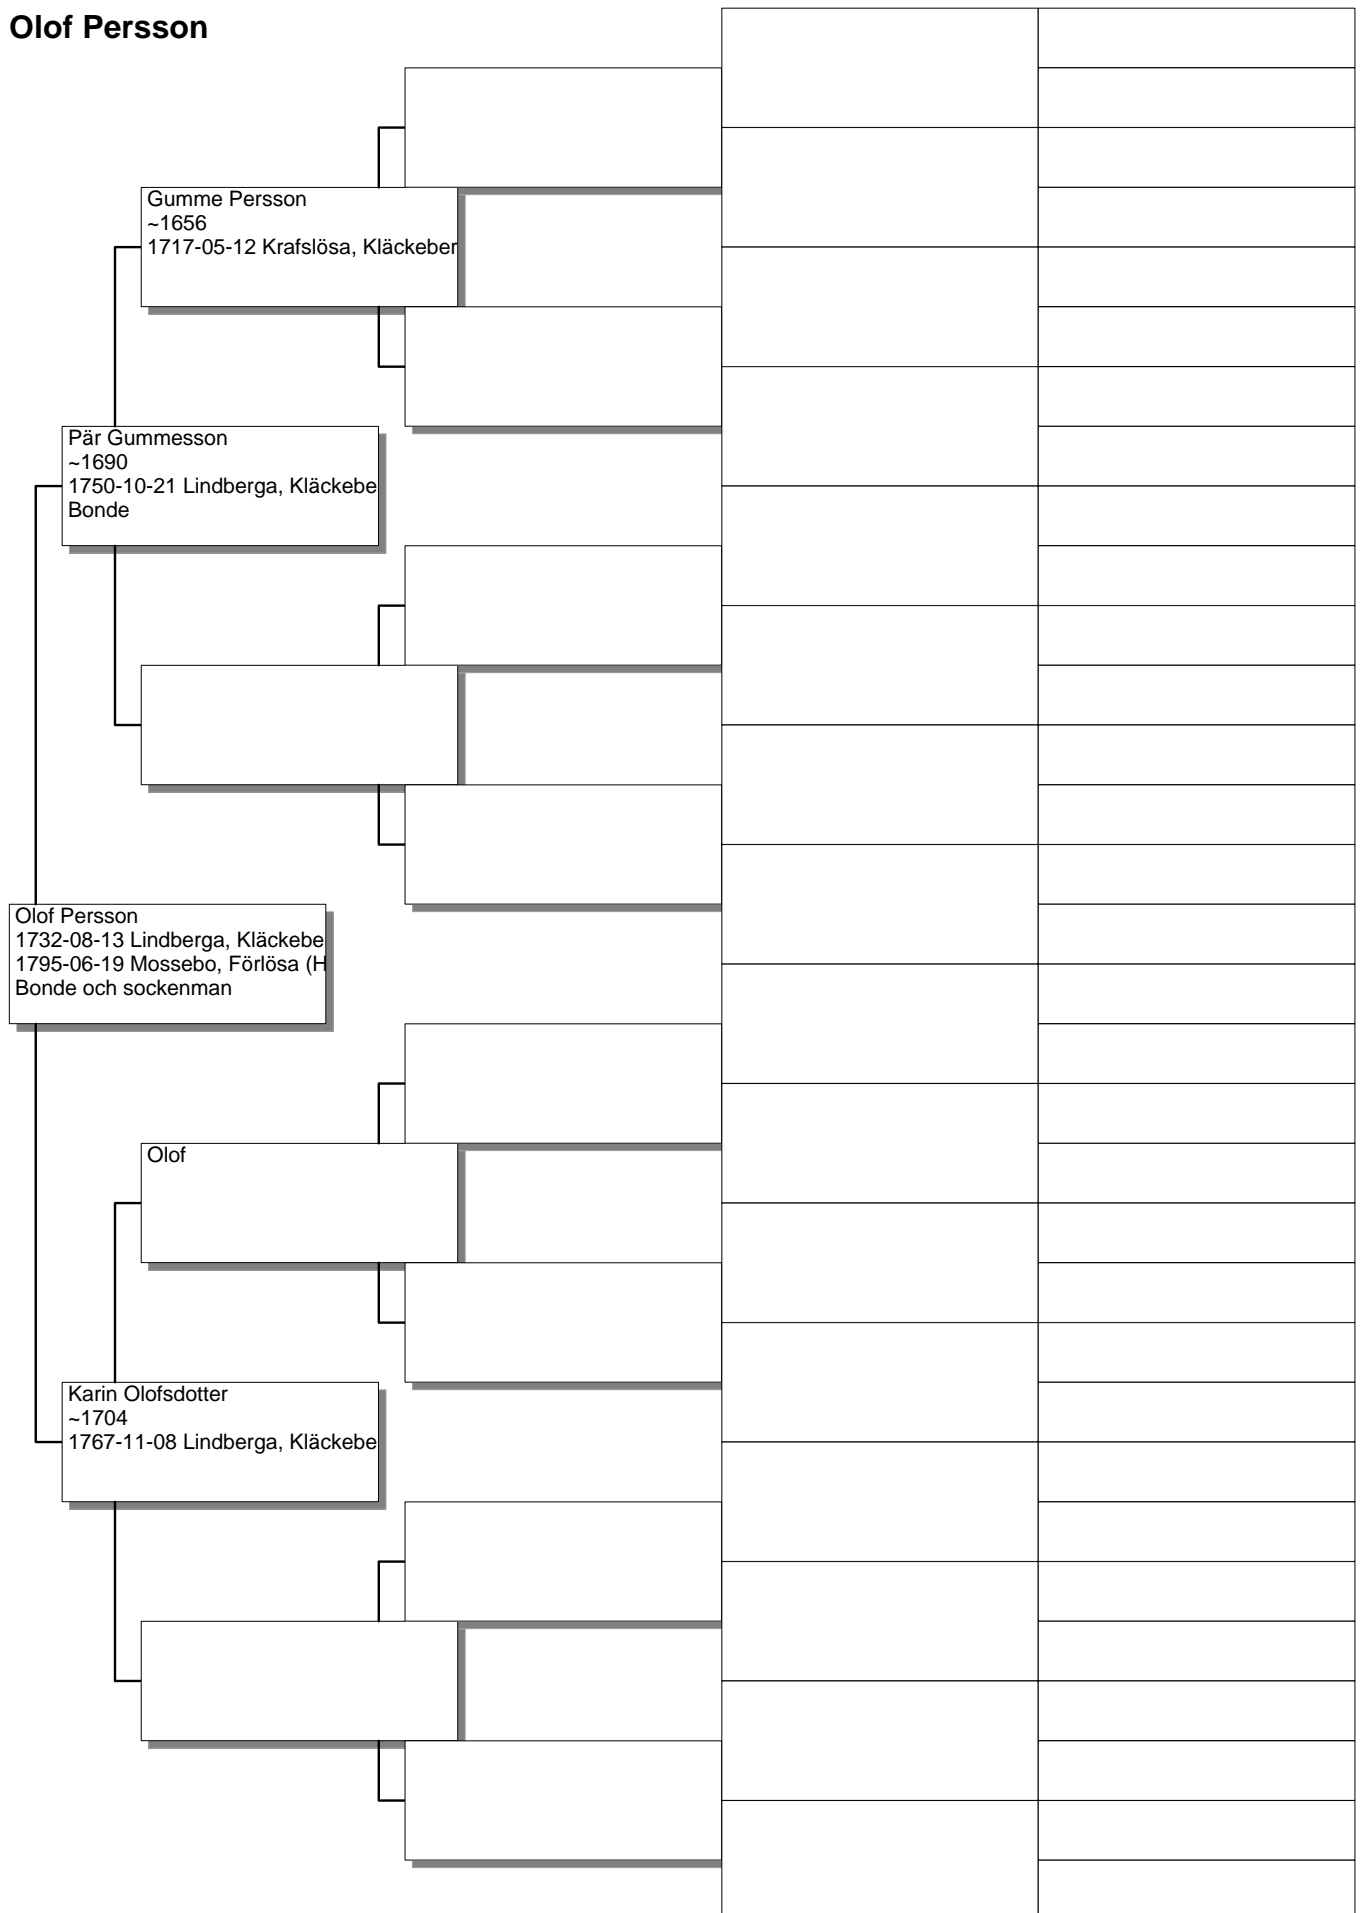 Olof Persson
Gumme Persson
~1656
1717-05-12 Krafslösa, Kläckeber
Pär Gummesson
~1690
1750-10-21 Lindberga, Kläckebe
Bonde
Olof Persson
1732-08-13 Lindberga, Kläckebe
1795-06-19 Mossebo, Förlösa (H
Bonde och sockenman
Olof
Karin Olofsdotter
~1704
1767-11-08 Lindberga, Kläckebe